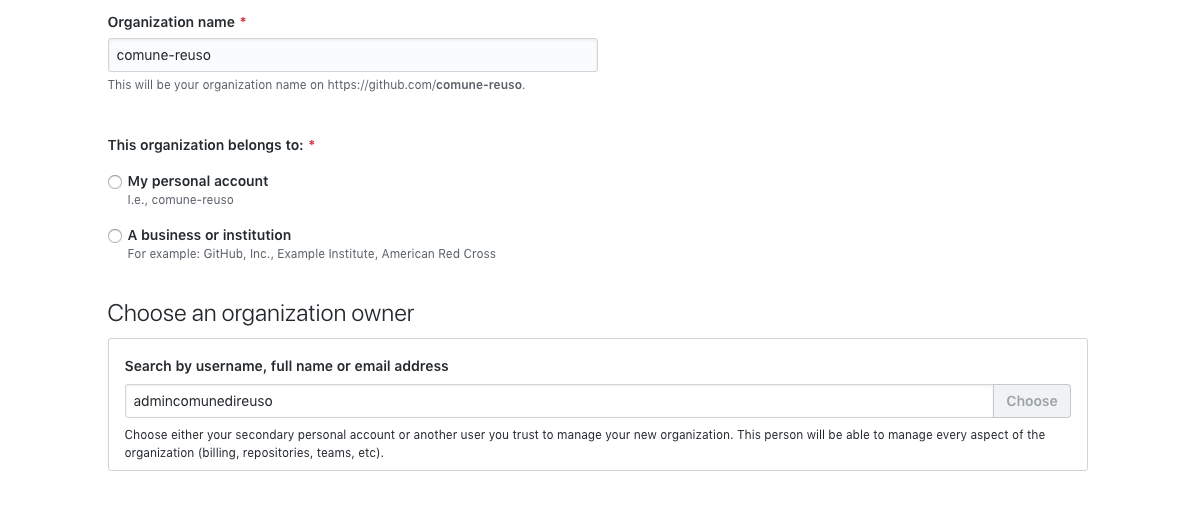 Organization name *
comune-reuso
This will be your organization name on https://github.com/comune-reuso.
This organization belongs to: *
My personal account
I.e., comune-reuso
A business or institution
For example: GitHub, Inc., Example Institute, American Red Cross
Choose an organization owner
Search by username, full name or email address
admincomunedireuso Choose
Choose either your secondary personal account or another user you trust to manage your new organization. This person will be able to manage every aspect of the
organization (billing, repositories, teams, etc).